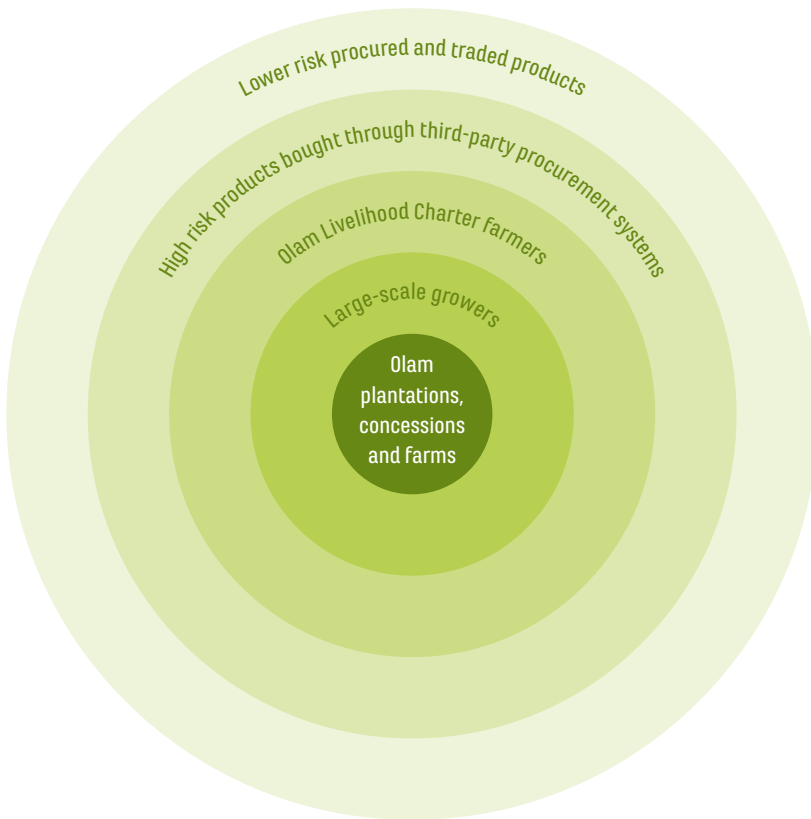 Lower risk procured and traded products
High risk products bought through third-party procurement systems
Olam Livelihood Charter farmers
Large-scale growers
Olam
plantations,
concessions
and farms